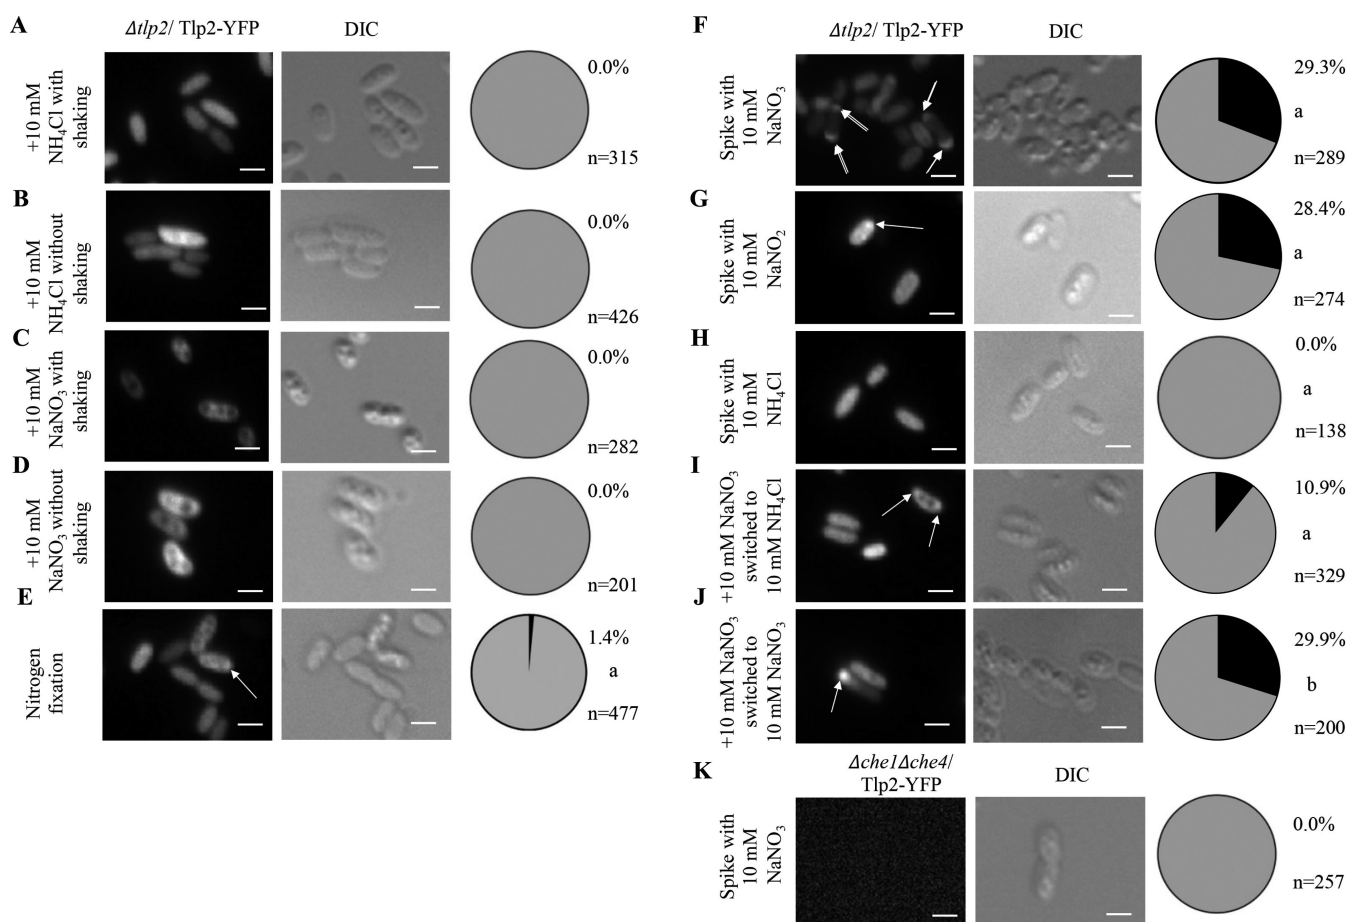 A
Δtlp2/ Tlp2-YFP
DIC
+10 mM
NH4Cl with
shaking
0.0%
n=315
B
+10 mM
NH4Cl without
shaking
0.0%
n=426
C
+10 mM
NaNO3 with
shaking
0.0%
n=282
D
+10 mM
NaNO3 without
shaking
0.0%
n=201
E
Nitrogen
fixation
1.4%
a
n=477
F
Δtlp2/ Tlp2-YFP
DIC
Spike with
10 mM
NaNO3
29.3%
a
n=289
G
Spike with
10 mM
NaNO2
28.4%
a
n=274
H
Spike with
10 mM
NH4Cl
0.0%
a
n=138
I
+10 mM NaNO3
switched to
10 mM NH4Cl
10.9%
a
n=329
J
+10 mM NaNO3
switched to
10 mM NaNO3
29.9%
b
n=200
K
Δche1Δche4/
Tlp2-YFP
DIC
Spike with
10 mM
NaNO3
0.0%
n=257